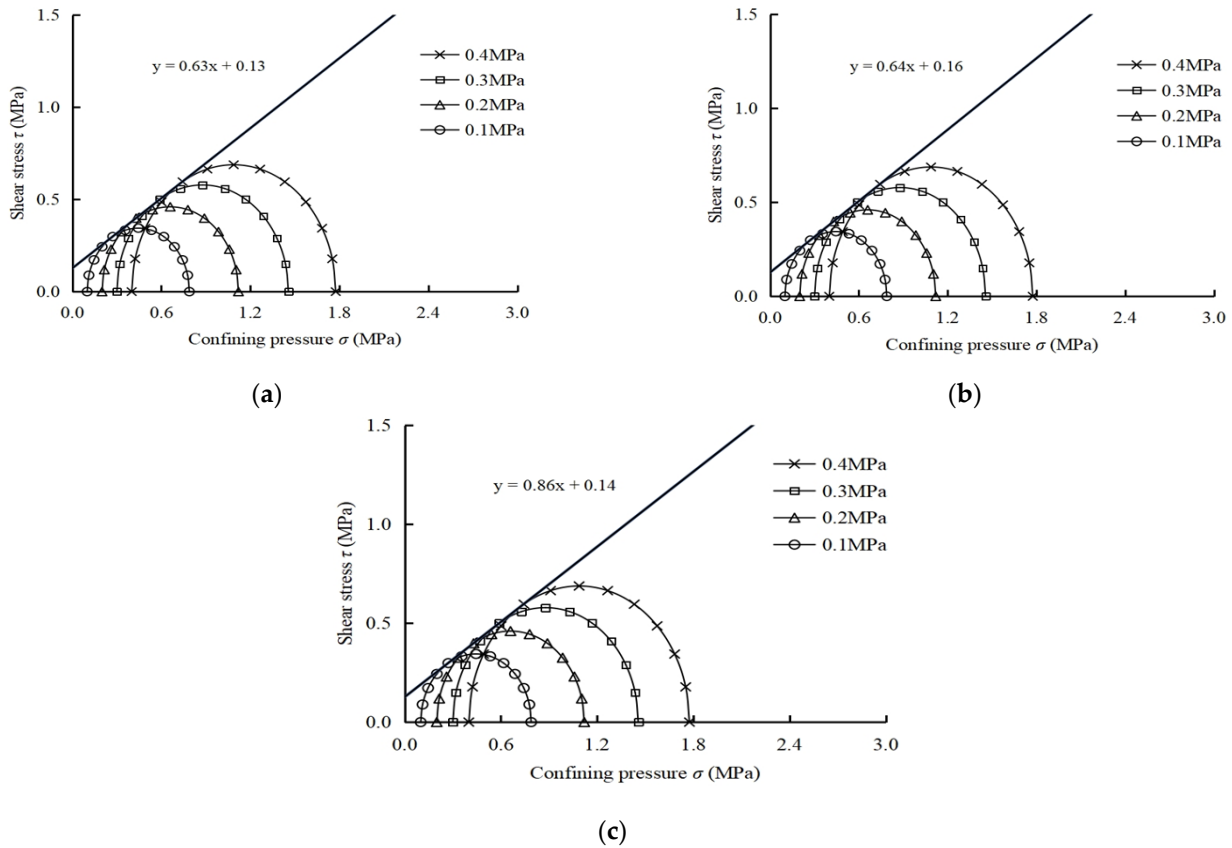 1.5
1.0
0.5
0.0
Shear stress τ (MPa)
y = 0.63x + 0.13
0.4MPa
0.3MPa
0.2MPa
0.1MPa
0.0 0.6 1.2 1.8 2.4 3.0
Confining pressure σ (MPa)
(a)
1.5
1.0
0.5
0.0
Shear stress τ (MPa)
y = 0.64x + 0.16
0.4MPa
0.3MPa
0.2MPa
0.1MPa
0.0 0.6 1.2 1.8 2.4 3.0
Confining pressure σ (MPa)
(b)
1.5
1.0
0.5
0.0
Shear stress τ (MPa)
y = 0.86x + 0.14
0.4MPa
0.3MPa
0.2MPa
0.1MPa
0.0 0.6 1.2 1.8 2.4 3.0
Confining pressure σ (MPa)
(c)